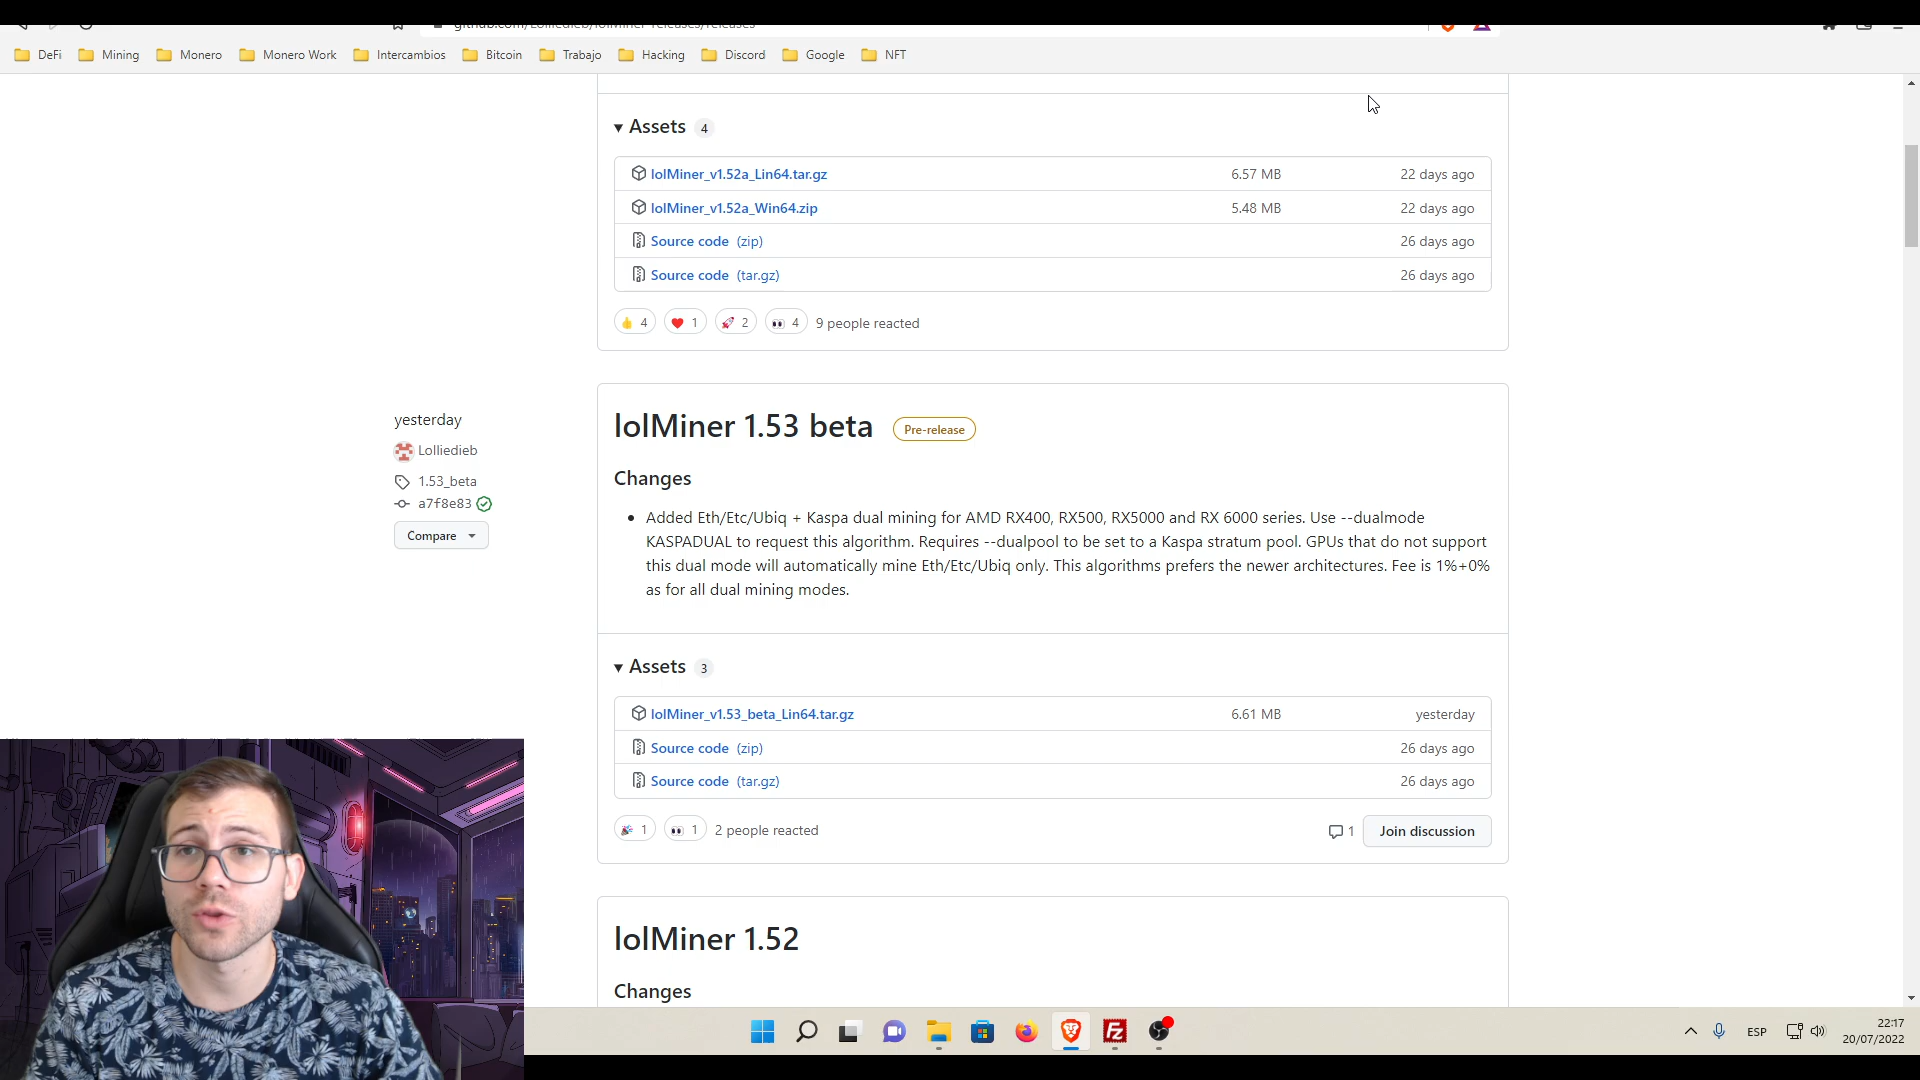 github.com/Lolliedieb/lolMiner-releases/releases
DeFi Mining Monero Monero Work Intercambios Bitcoin Trabajo Hacking Discord Google NFT
Assets 4
lolMiner_v1.52a_Lin64.tar.gz 6.57 MB 22 days ago
lolMiner_v1.52a_Win64.zip 5.48 MB 22 days ago
Source code (zip) 26 days ago
Source code (tar.gz) 26 days ago
4 1 2 4 9 people reacted
yesterday
Lolliedieb
1.53_beta
a7f8e83
Compare
lolMiner 1.53 beta Pre-release
Changes
Added Eth/Etc/Ubiq + Kaspa dual mining for AMD RX400, RX500, RX5000 and RX 6000 series. Use --dualmode
KASPADUAL to request this algorithm. Requires --dualpool to be set to a Kaspa stratum pool. GPUs that do not support
this dual mode will automatically mine Eth/Etc/Ubiq only. This algorithms prefers the newer architectures. Fee is 1%+0%
as for all dual mining modes.
Assets 3
lolMiner_v1.53_beta_Lin64.tar.gz 6.61 MB yesterday
Source code (zip) 26 days ago
Source code (tar.gz) 26 days ago
1 1 2 people reacted
1 Join discussion
lolMiner 1.52
Changes
Fz
ESP
22:17
20/07/2022